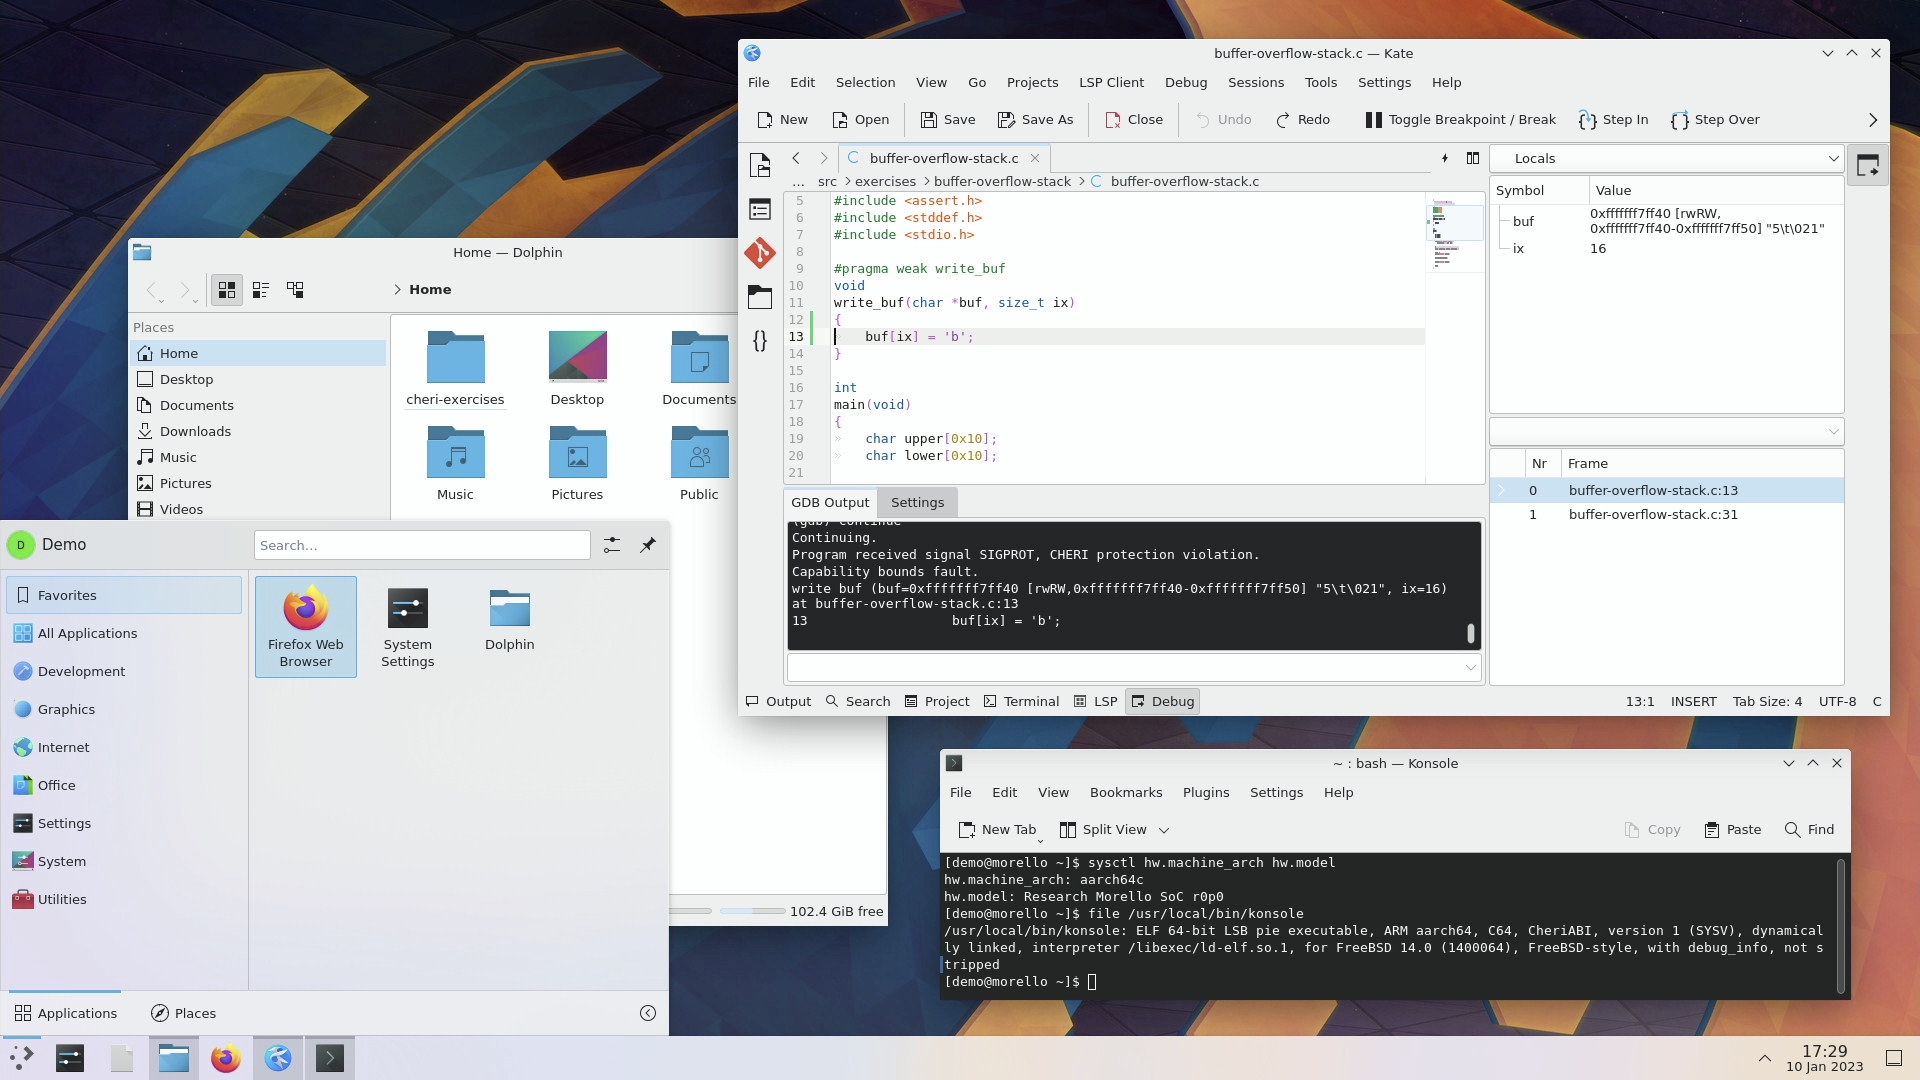 buffer-overflow-stack.c — Kate
File Edit Selection View Go Projects LSP Client Debug Sessions Tools Settings Help
New Open Save Save As Close Undo Redo Toggle Breakpoint / Break Step In Step Over
buffer-overflow-stack.c
... src > exercises > buffer-overflow-stack > buffer-overflow-stack.c
5 #include <assert.h>
6 #include <stddef.h>
7 #include <stdio.h>
8
9 #pragma weak write_buf
10 void
11 write_buf(char *buf, size_t ix)
12 {
13 buf[ix] = 'b';
14 }
15
16 int
17 main(void)
18 {
19 char upper[0x10];
20 char lower[0x10];
21
Locals
Symbol Value
buf 0xfffffff7ff40 [rwRW,
0xfffffff7ff40-0xfffffff7ff50] "5\t\021"
ix 16
Nr Frame
0 buffer-overflow-stack.c:13
1 buffer-overflow-stack.c:31
GDB Output Settings
(gdb) continue
Continuing.
Program received signal SIGPROT, CHERI protection violation.
Capability bounds fault.
write buf (buf=0xfffffff7ff40 [rwRW,0xfffffff7ff40-0xfffffff7ff50] "5\t\021", ix=16)
at buffer-overflow-stack.c:13
13 buf[ix] = 'b';
Output Search Project Terminal LSP Debug
13:1 INSERT Tab Size: 4 UTF-8 C
Home — Dolphin
> Home
Places
Home
Desktop
Documents
Downloads
Music
Pictures
Videos
cheri-exercises Desktop Documents
Music Pictures Public
102.4 GiB free
D Demo
Search...
Favorites
All Applications
Development
Graphics
Internet
Office
Settings
System
Utilities
Firefox Web
Browser
System
Settings
Dolphin
Applications Places
~ : bash — Konsole
File Edit View Bookmarks Plugins Settings Help
New Tab Split View Copy Paste Find
[demo@morello ~]$ sysctl hw.machine_arch hw.model
hw.machine_arch: aarch64c
hw.model: Research Morello SoC r0p0
[demo@morello ~]$ file /usr/local/bin/konsole
/usr/local/bin/konsole: ELF 64-bit LSB pie executable, ARM aarch64, C64, CheriABI, version 1 (SYSV), dynamical
ly linked, interpreter /libexec/ld-elf.so.1, for FreeBSD 14.0 (1400064), FreeBSD-style, with debug_info, not s
tripped
[demo@morello ~]$
17:29
10 Jan 2023